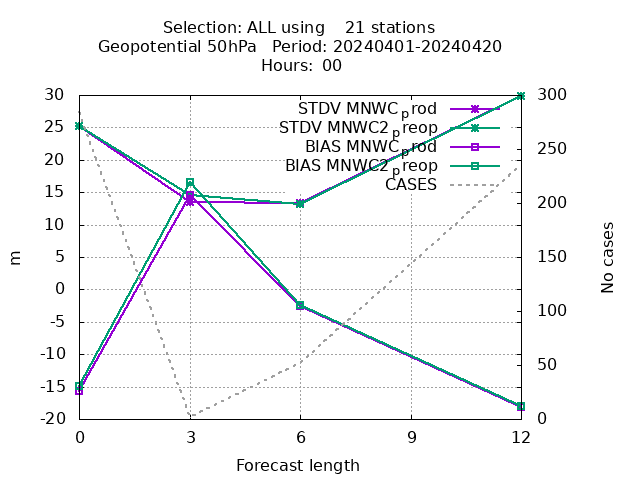 Selection: ALL using    21 stations
Geopotential 50hPa   Period: 20240401-20240420
Hours: 00
30 300
STDV MNWC_prod
25 STDV MNWC2_preop
BIAS MNWC_prod 250
20 BIAS MNWC2_preop
CASES
15 200
10
5 150
m
No cases
0
-5 100
-10
-15 50
-20 0
0 3 6 9 12
Forecast length